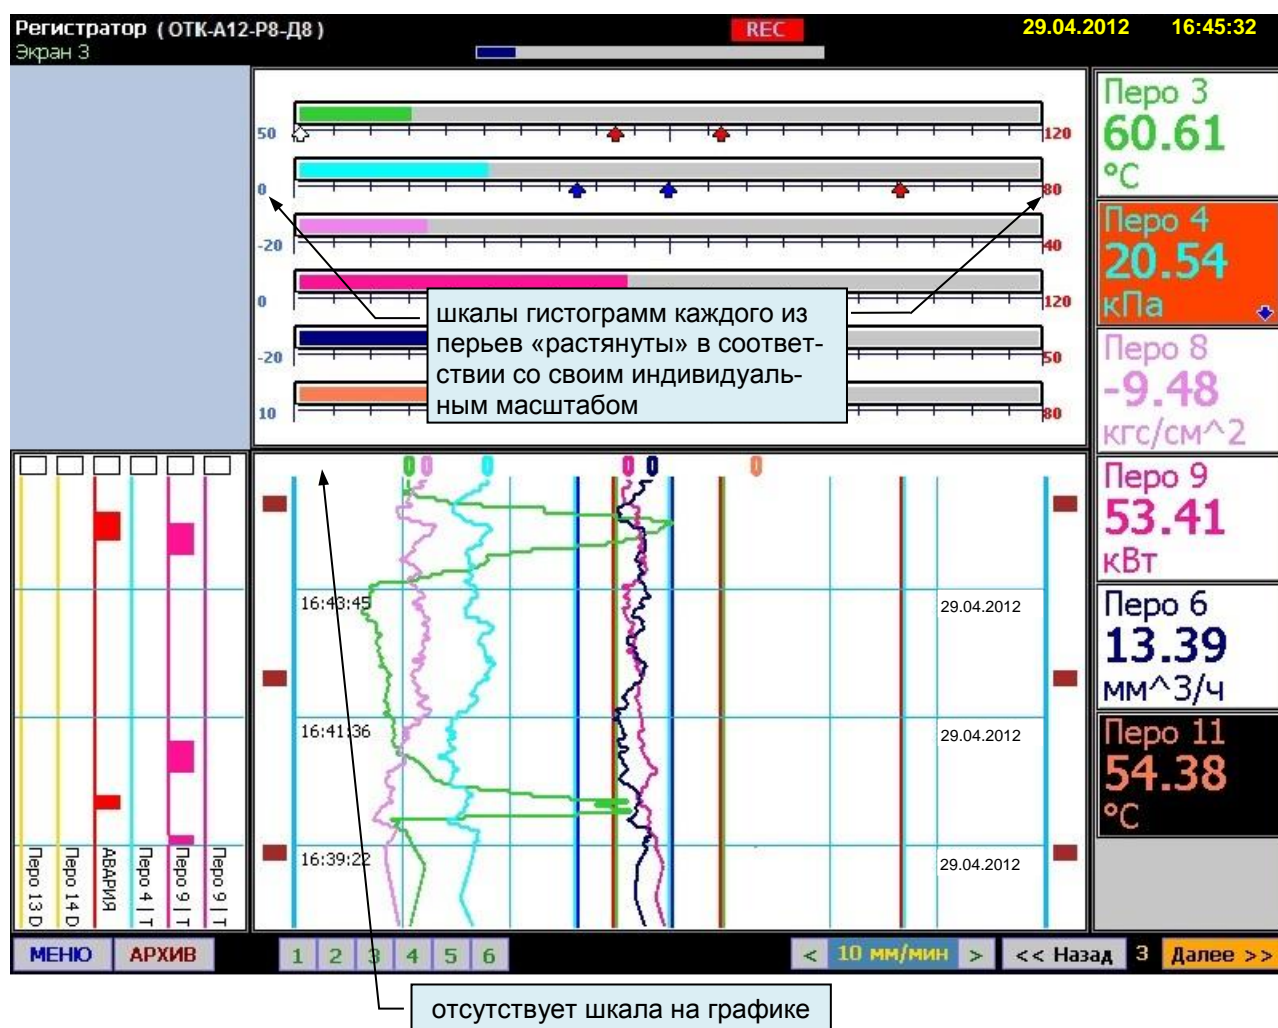 Регистратор ( ОТК-А12-Р8-Д8 )
REC
29.04.2012 16:45:32
Экран 3
50 120
0 80
-20 40
0 120
-20 50
10 80
шкалы гистограмм каждого из
перьев «растянуты» в соответ-
ствии со своим индивидуаль-
ным масштабом
Перо 3
60.61
°C
Перо 4
20.54
кПа
Перо 8
-9.48
кгс/см^2
Перо 9
53.41
кВт
Перо 6
13.39
мм^3/ч
Перо 11
54.38
°C
16:43:45 29.04.2012
16:41:36 29.04.2012
16:39:22 29.04.2012
Перо 13 D
Перо 14 D
АВАРИЯ
Перо 4 | Т
Перо 9 | Т
Перо 9 | Т
МЕНЮ АРХИВ 1 2 3 4 5 6 < 10 мм/мин > << Назад 3 Далее >>
отсутствует шкала на графике